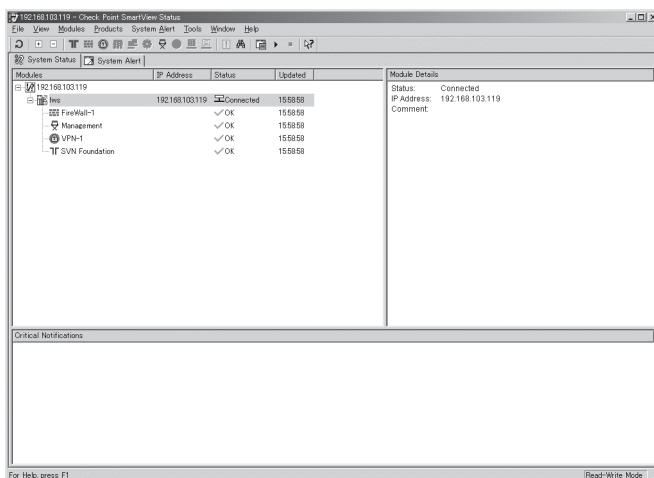 192.168.103.119 - Check Point SmartView Status
File View Modules Products System Alert Tools Window Help
System Status System Alert
Modules IP Address Status Updated
192.168.103.119
fws 192.168.103.119 Connected 15:58:58
FireWall-1 OK 15:58:58
Management OK 15:58:58
VPN-1 OK 15:58:58
SVN Foundation OK 15:58:58
Module Details
Status: Connected
IP Address: 192.168.103.119
Comment:
Critical Notifications
For Help, press F1 Read-Write Mode